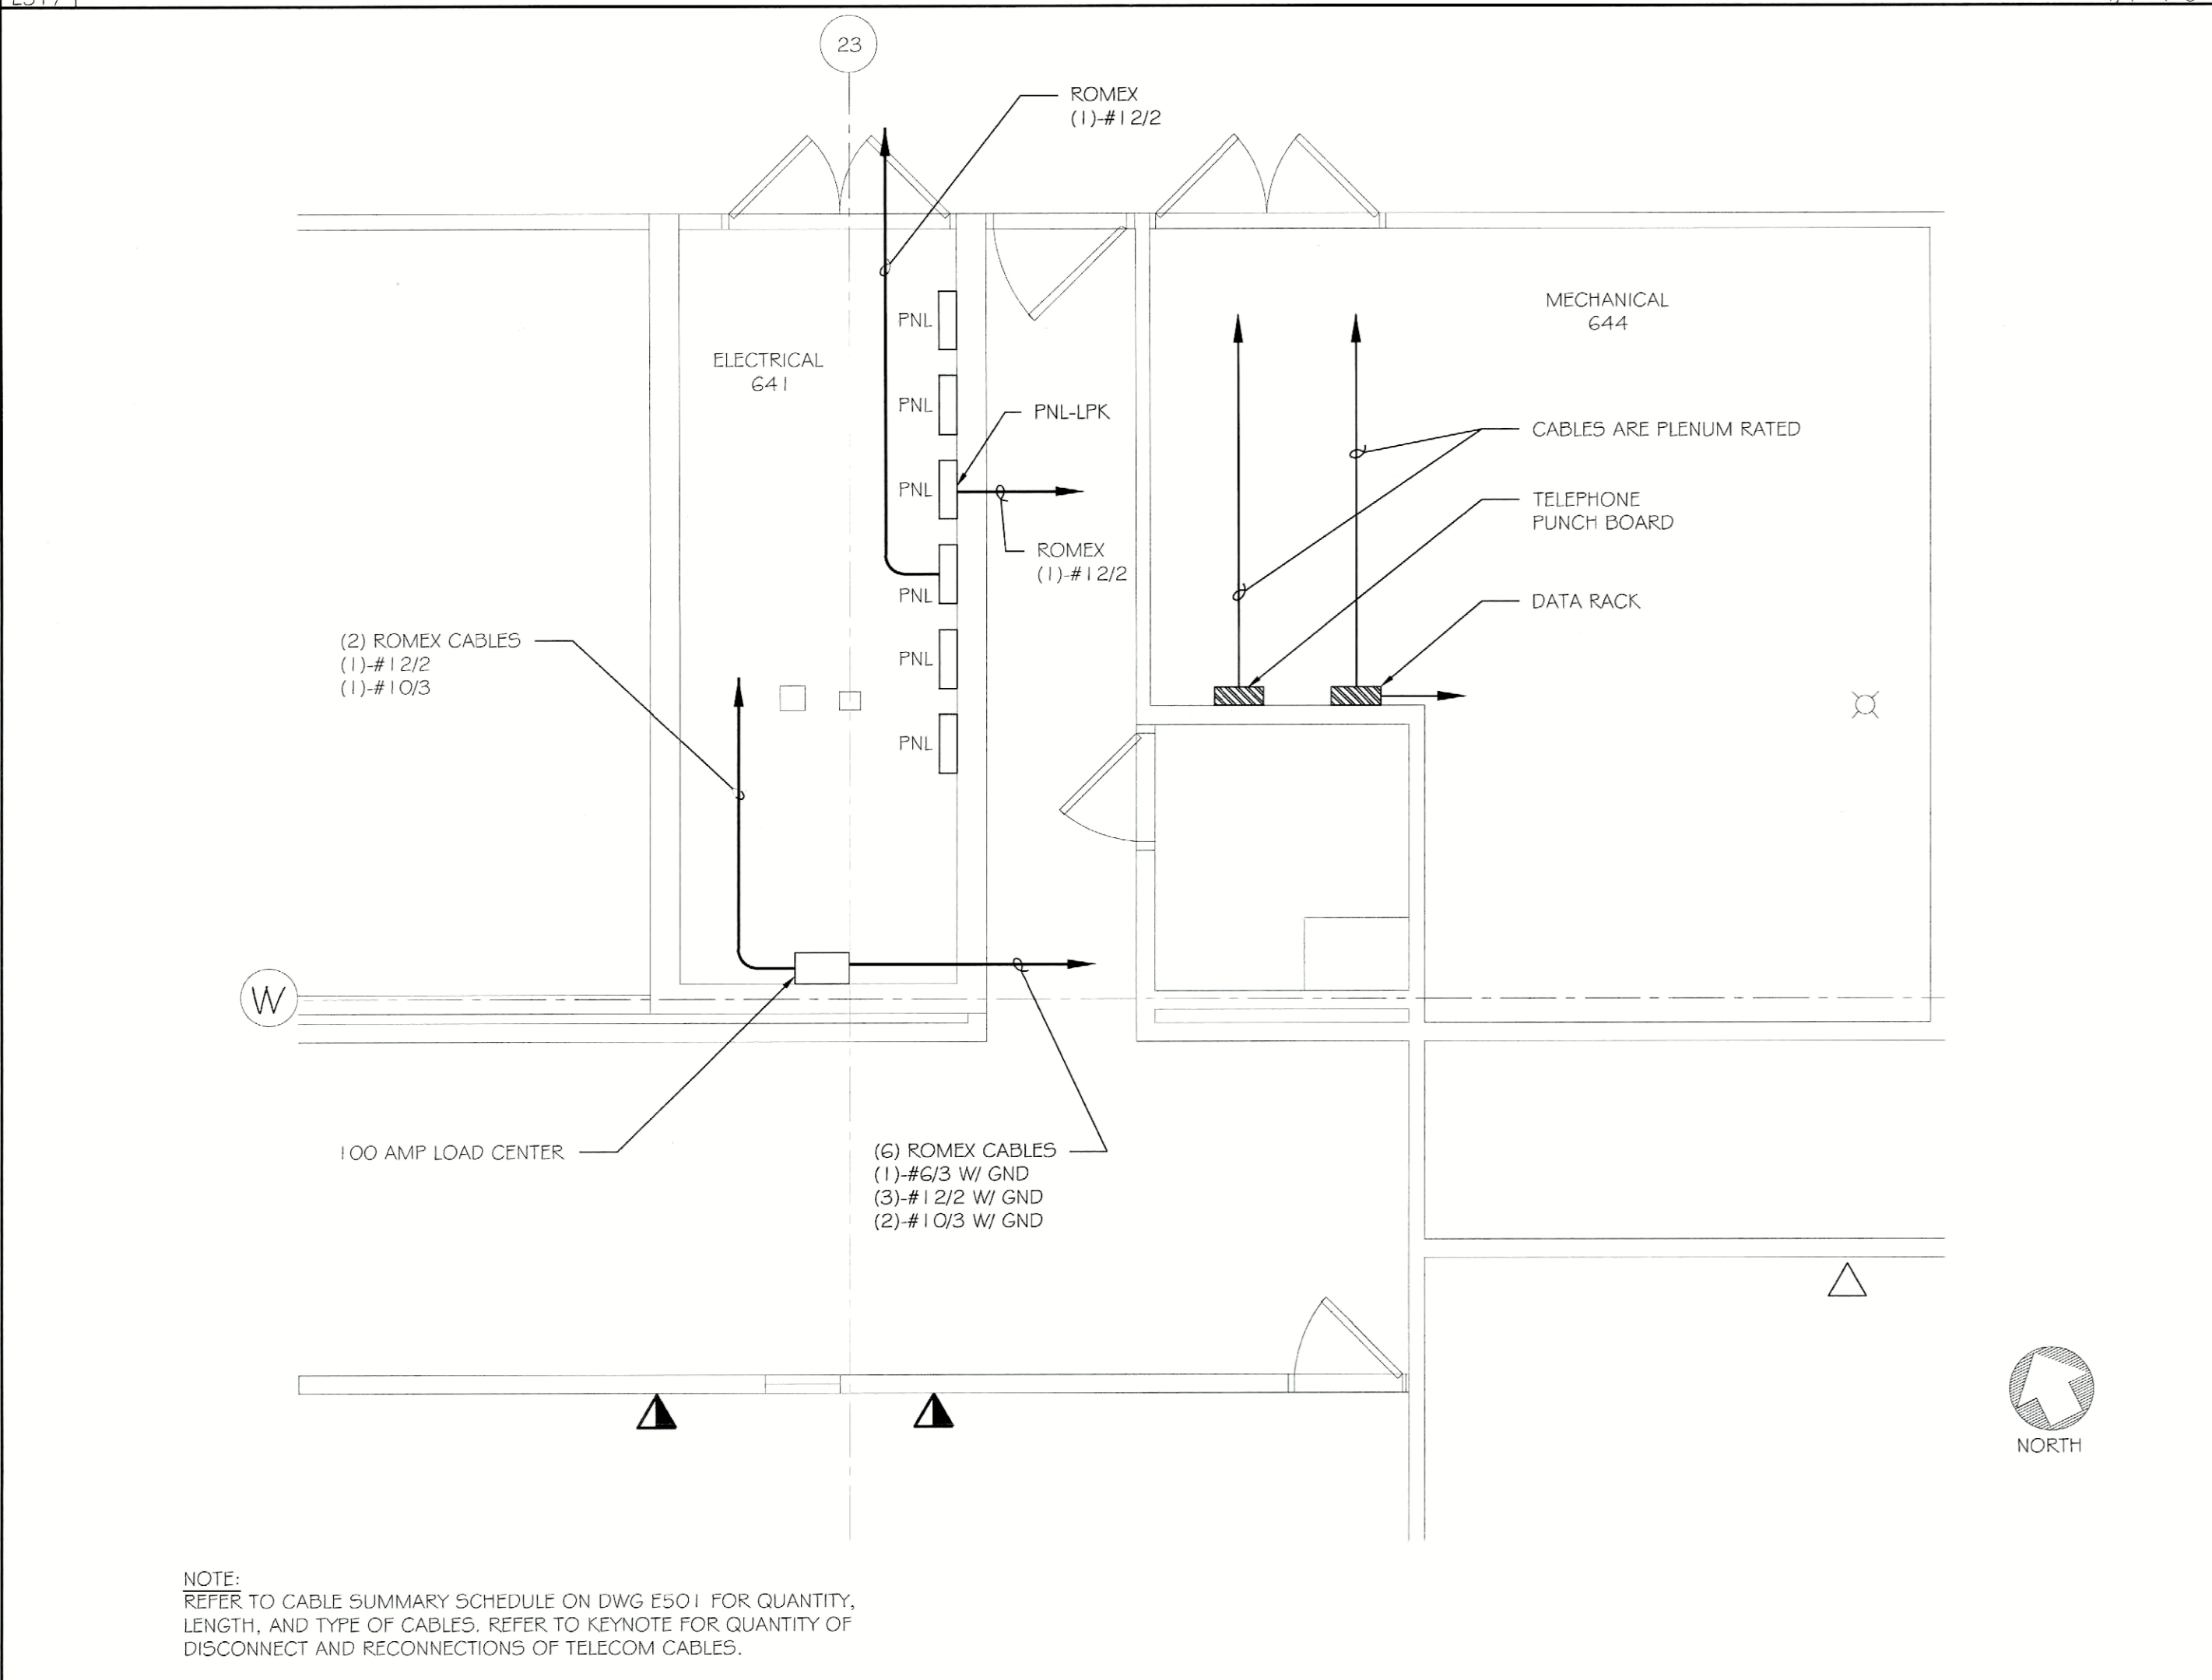 23
ROMEX
(1)-#12/2
MECHANICAL
644
PNL
ELECTRICAL
641
PNL
PNL-LPK
CABLES ARE PLENUM RATED
PNL
TELEPHONE
PUNCH BOARD
ROMEX
(1)-#12/2
PNL
DATA RACK
(2) ROMEX CABLES
(1)-#12/2
(1)-#10/3
PNL
PNL
W
100 AMP LOAD CENTER
(6) ROMEX CABLES
(1)-#6/3 W/ GND
(3)-#12/2 W/ GND
(2)-#10/3 W/ GND
NORTH
NOTE:
REFER TO CABLE SUMMARY SCHEDULE ON DWG E501 FOR QUANTITY,
LENGTH, AND TYPE OF CABLES. REFER TO KEYNOTE FOR QUANTITY OF
DISCONNECT AND RECONNECTIONS OF TELECOM CABLES.